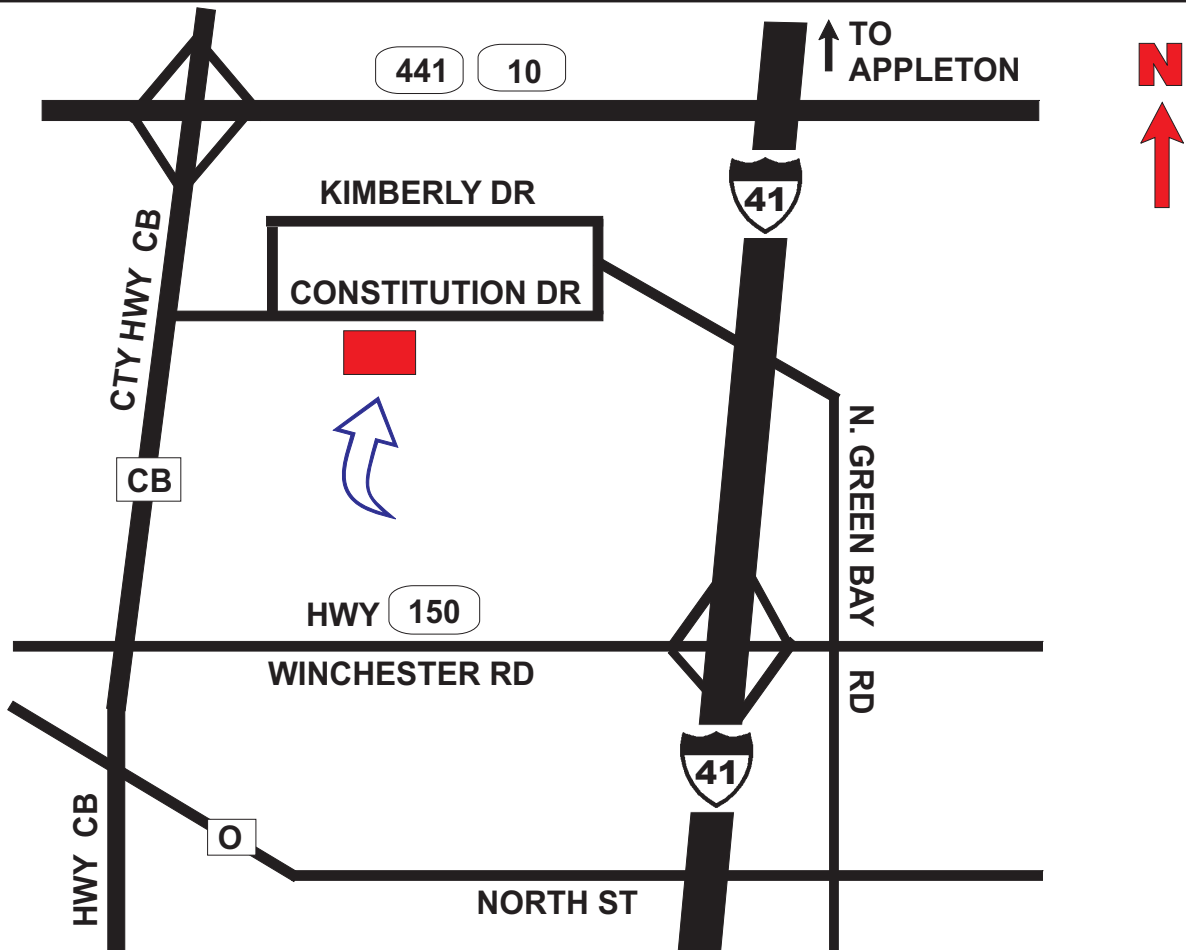 TO
APPLETON
N
441 10
41
KIMBERLY DR
CONSTITUTION DR
CTY HWY CB
CB
N. GREEN BAY RD
HWY 150
WINCHESTER RD
41
HWY CB
O
NORTH ST